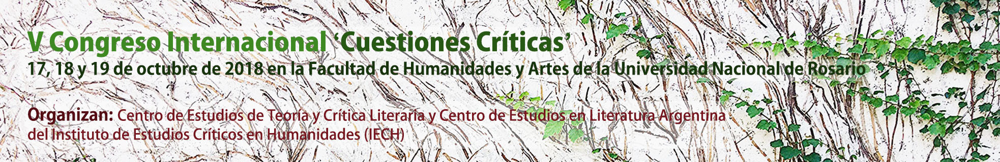 V Congreso Internacional ‘Cuestiones Críticas’
17, 18 y 19 de octubre de 2018 en la Facultad de Humanidades y Artes de la Universidad Nacional de Rosario
Organizan: Centro de Estudios de Teoría y Crítica Literaria y Centro de Estudios en Literatura Argentina
del Instituto de Estudios Críticos en Humanidades (IECH)